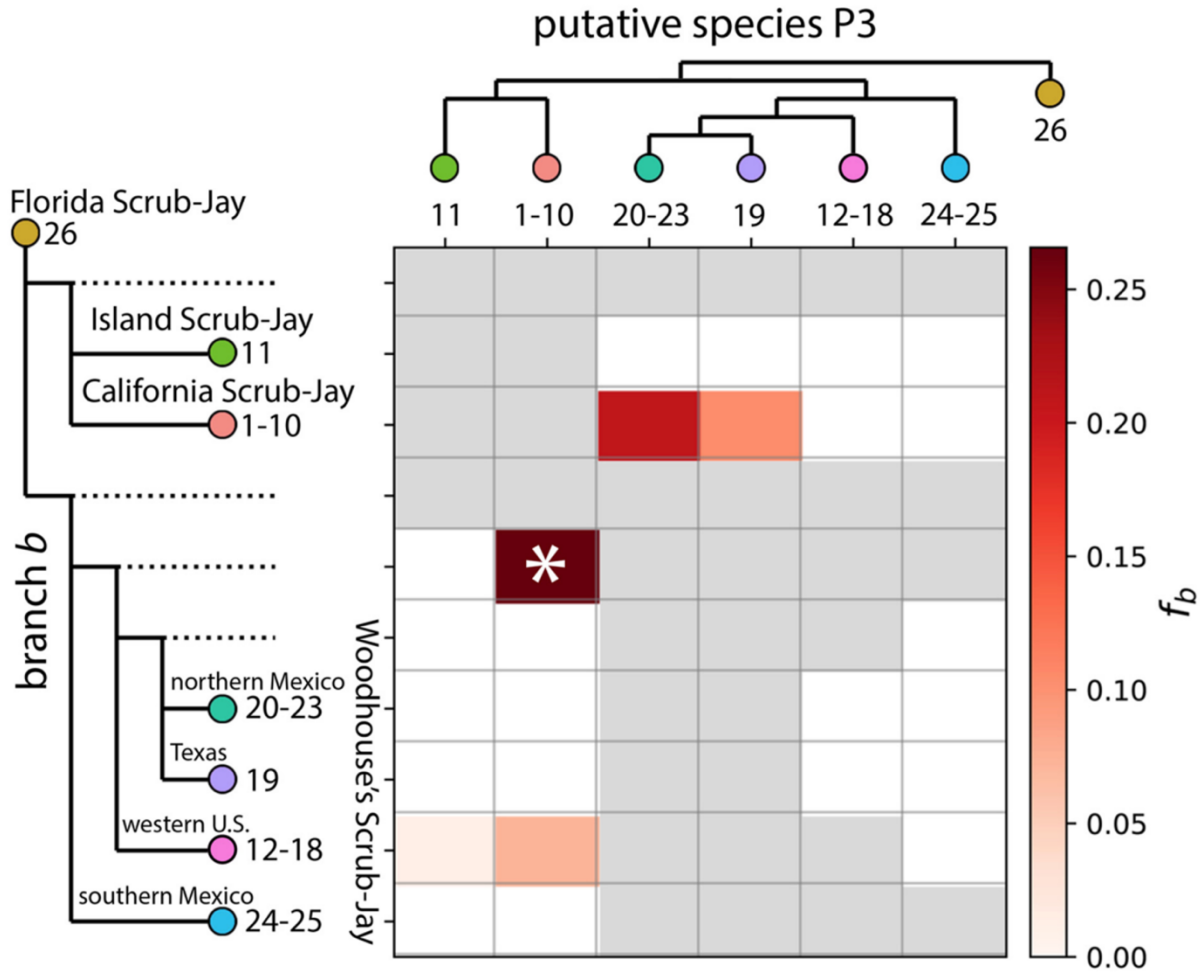 putative species P3
26
11 1-10 20-23 19 12-18 24-25
Florida Scrub-Jay
26
Island Scrub-Jay
11
California Scrub-Jay
1-10
branch b
northern Mexico
20-23
Texas
19
western U.S.
12-18
southern Mexico
24-25
Woodhouse's Scrub-Jay
*
0.25
0.20
0.15
0.10
0.05
0.00
fb